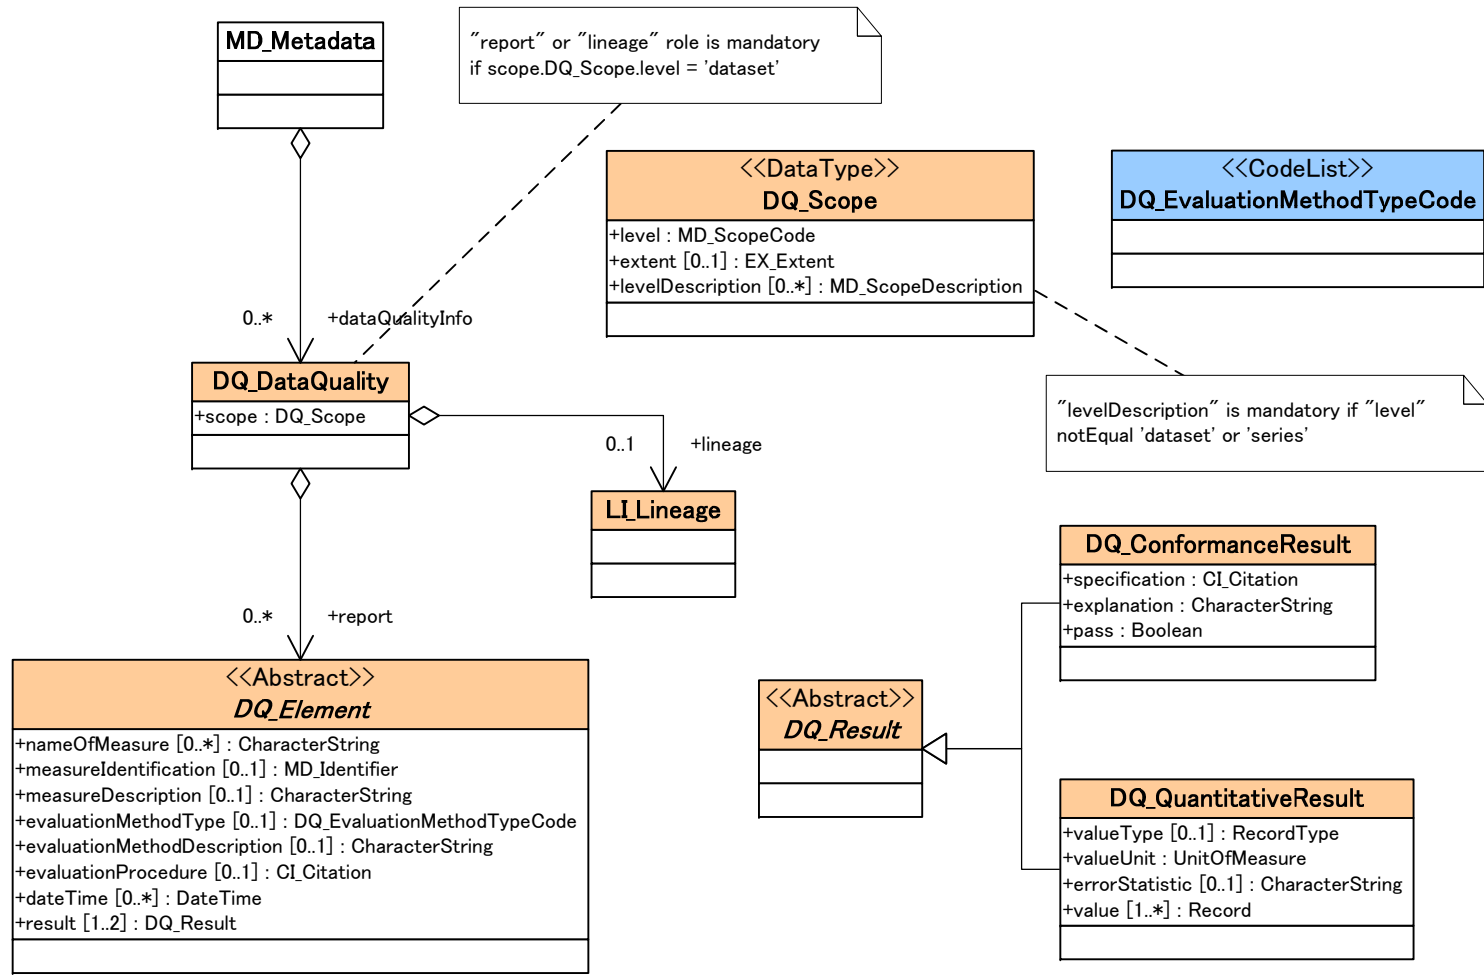 MD_Metadata
"report" or "lineage" role is mandatory
if scope.DQ_Scope.level = 'dataset'
<<DataType>>
DQ_Scope
+level : MD_ScopeCode
+extent [0..1] : EX_Extent
+levelDescription [0..*] : MD_ScopeDescription
<<CodeList>>
DQ_EvaluationMethodTypeCode
0..*
+dataQualityInfo
DQ_DataQuality
+scope : DQ_Scope
"levelDescription" is mandatory if "level"
notEqual 'dataset' or 'series'
0..1
+lineage
LI_Lineage
0..*
+report
<<Abstract>>
DQ_Element
+nameOfMeasure [0..*] : CharacterString
+measureIdentification [0..1] : MD_Identifier
+measureDescription [0..1] : CharacterString
+evaluationMethodType [0..1] : DQ_EvaluationMethodTypeCode
+evaluationMethodDescription [0..1] : CharacterString
+evaluationProcedure [0..1] : CI_Citation
+dateTime [0..*] : DateTime
+result [1..2] : DQ_Result
<<Abstract>>
DQ_Result
DQ_ConformanceResult
+specification : CI_Citation
+explanation : CharacterString
+pass : Boolean
DQ_QuantitativeResult
+valueType [0..1] : RecordType
+valueUnit : UnitOfMeasure
+errorStatistic [0..1] : CharacterString
+value [1..*] : Record